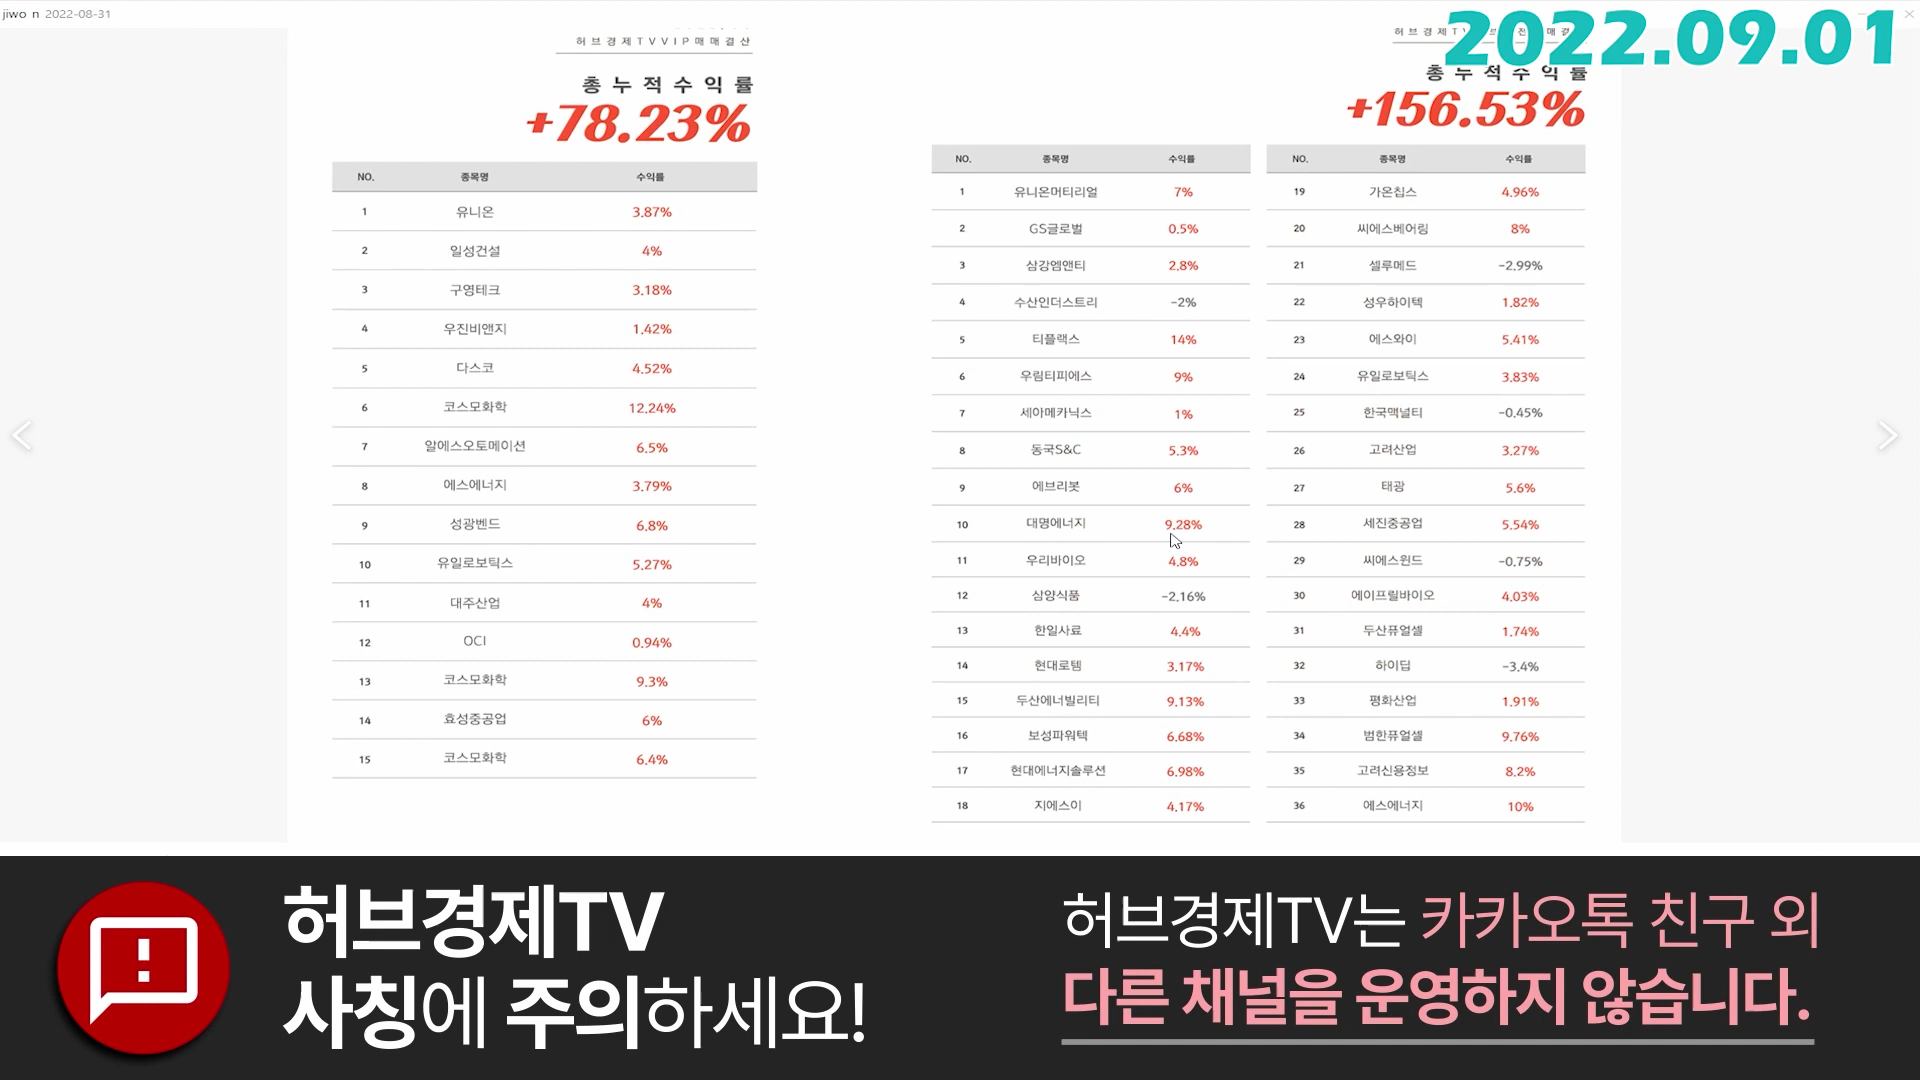 jiwo n 2022-08-31
2022.09.01
허브경제TVVIP매매결산
총누적수익률
+78.23%
NO. 종목명 수익률
1 유니온 3.87%
2 일성건설 4%
3 구영테크 3.18%
4 우진비앤지 1.42%
5 다스코 4.52%
6 코스모화학 12.24%
7 알에스오토메이션 6.5%
8 에스에너지 3.79%
9 성광벤드 6.8%
10 유일로보틱스 5.27%
11 대주산업 4%
12 OCI 0.94%
13 코스모화학 9.3%
14 효성중공업 6%
15 코스모화학 6.4%
허브경제
총누적수익률
+156.53%
NO. 종목명 수익률
1 유니온머티리얼 7%
2 GS글로벌 0.5%
3 삼강엠앤티 2.8%
4 수산인더스트리 -2%
5 티플랙스 14%
6 우림티피에스 9%
7 세아메카닉스 1%
8 동국S&C 5.3%
9 에브리봇 6%
10 대명에너지 9.28%
11 우리바이오 4.8%
12 삼양식품 -2.16%
13 한일사료 4.4%
14 현대로템 3.17%
15 두산에너빌리티 9.13%
16 보성파워텍 6.68%
17 현대에너지솔루션 6.98%
18 지에스이 4.17%
NO. 종목명 수익률
19 가온칩스 4.96%
20 씨에스베어링 8%
21 셀루메드 -2.99%
22 성우하이텍 1.82%
23 에스와이 5.41%
24 유일로보틱스 3.83%
25 한국맥널티 -0.45%
26 고려산업 3.27%
27 태광 5.6%
28 세진중공업 5.54%
29 씨에스윈드 -0.75%
30 에이프릴바이오 4.03%
31 두산퓨얼셀 1.74%
32 하이딥 -3.4%
33 평화산업 1.91%
34 범한퓨얼셀 9.76%
35 고려신용정보 8.2%
36 에스에너지 10%
허브경제TV
사칭에 주의하세요!
허브경제TV는 카카오톡 친구 외
다른 채널을 운영하지 않습니다.